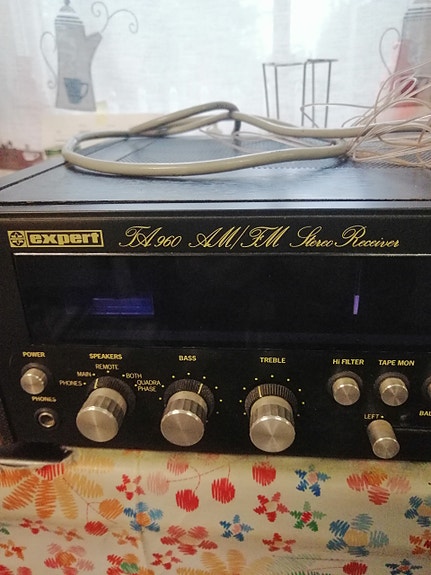 expert TA 960 AM/FM Stereo Receiver
POWER SPEAKERS BASS TREBLE Hi FILTER TAPE MON
REMOTE
MAIN BOTH
PHONES QUADRA
PHASE
PHONES
LEFT